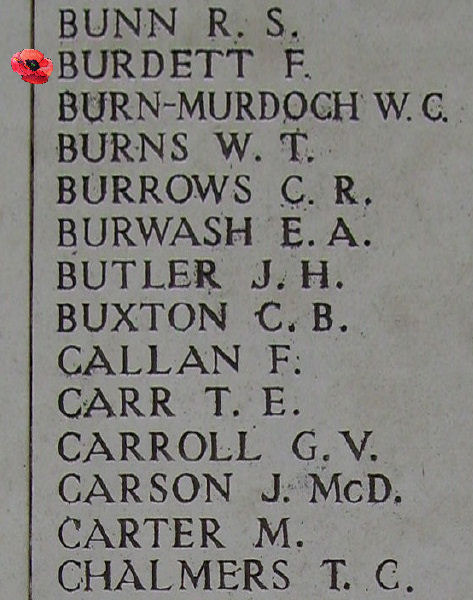 BUNN R. S.
BURDETT F.
BURN-MURDOCH W. C.
BURNS W. T.
BURROWS C. R.
BURWASH E. A.
BUTLER J. H.
BUXTON C. B.
CALLAN F.
CARR T. E.
CARROLL G. V.
CARSON J. McD.
CARTER M.
CHALMERS T. C.